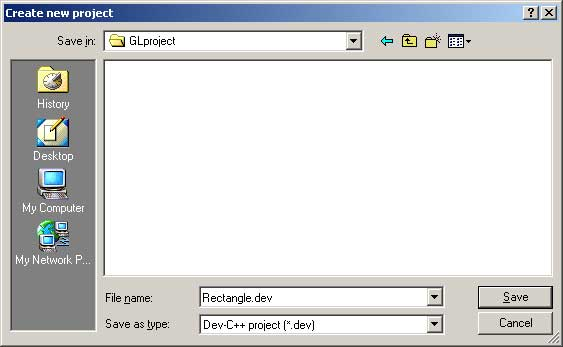 Create new project
Save in: GLproject
History
Desktop
My Computer
My Network P...
File name: Rectangle.dev Save
Save as type: Dev-C++ project (*.dev) Cancel